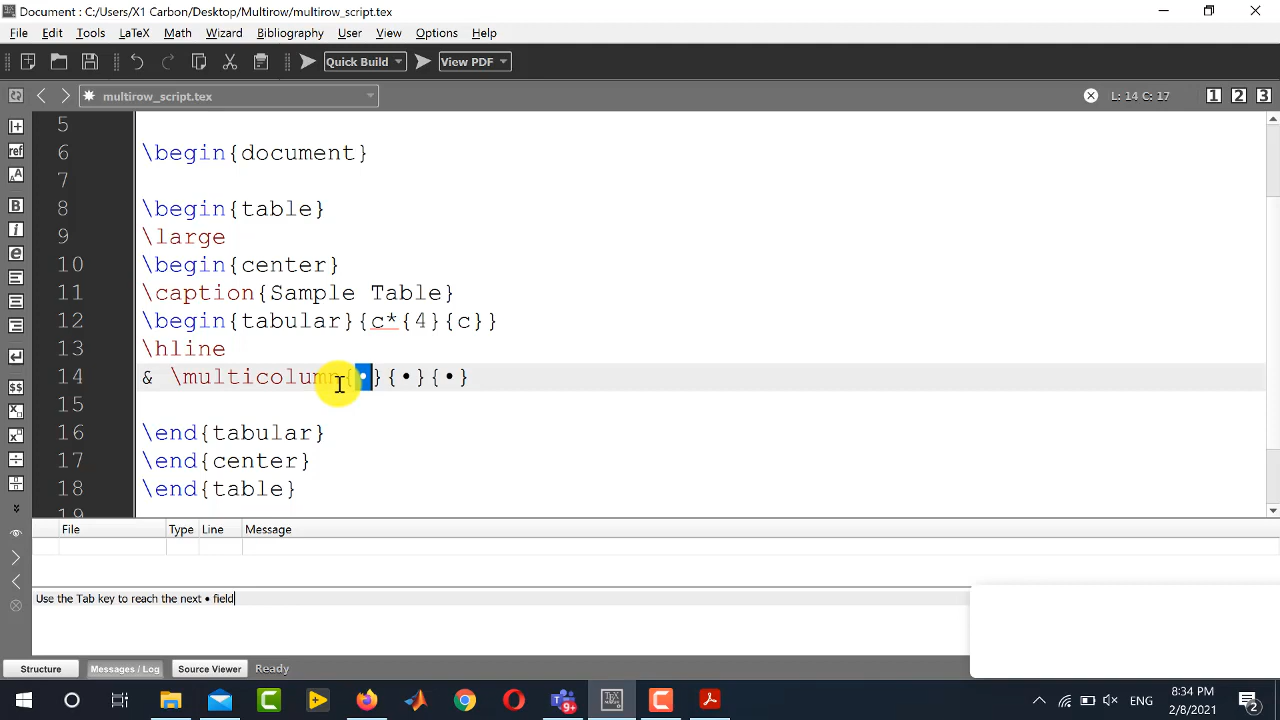 Document : C:/Users/X1 Carbon/Desktop/Multirow/multirow_script.tex
File Edit Tools LaTeX Math Wizard Bibliography User View Options Help
Quick Build View PDF
multirow_script.tex L: 14 C: 17 1 2 3
5
6 \begin{document}
7
8 \begin{table}
9 \large
10 \begin{center}
11 \caption{Sample Table}
12 \begin{tabular}{c*{4}{c}}
13 \hline
14 & \multicolumn{•}{•}{•}
15
16 \end{tabular}
17 \end{center}
18 \end{table}
19
File Type Line Message
Use the Tab key to reach the next • field
Structure Messages / Log Source Viewer Ready
ENG 8:34 PM
2/8/2021